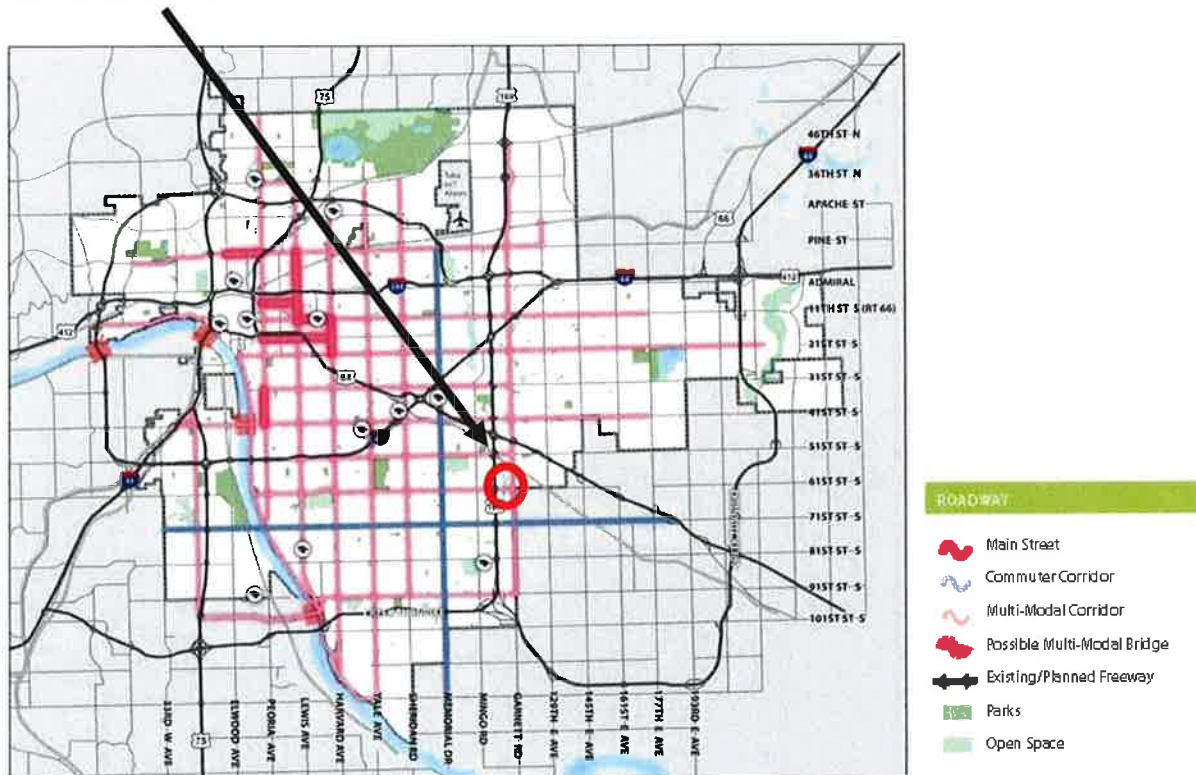 75
169
46TH ST N
44
36TH ST N
APACHE ST
66
PINE ST
412
44
ADMIRAL
244
11TH ST S (RT 66)
412
21ST ST S
31ST ST S
41ST ST S
51ST ST S
61ST ST S
71ST ST S
81ST ST S
91ST ST S
101ST ST S
33RD W. AVE
ELWOOD AVE
PEORIA AVE
LEWIS AVE
HARVARD AVE
YALE AVE
SHERIDAN RD
MEMORIAL DR
MINGO RD
GARNETT RD
129TH E AVE
145TH E AVE
161ST E AVE
177TH E AVE
193RD E AVE
75
ROADWAY
Main Street
Commuter Corridor
Multi-Modal Corridor
Possible Multi-Modal Bridge
Existing/Planned Freeway
Parks
Open Space